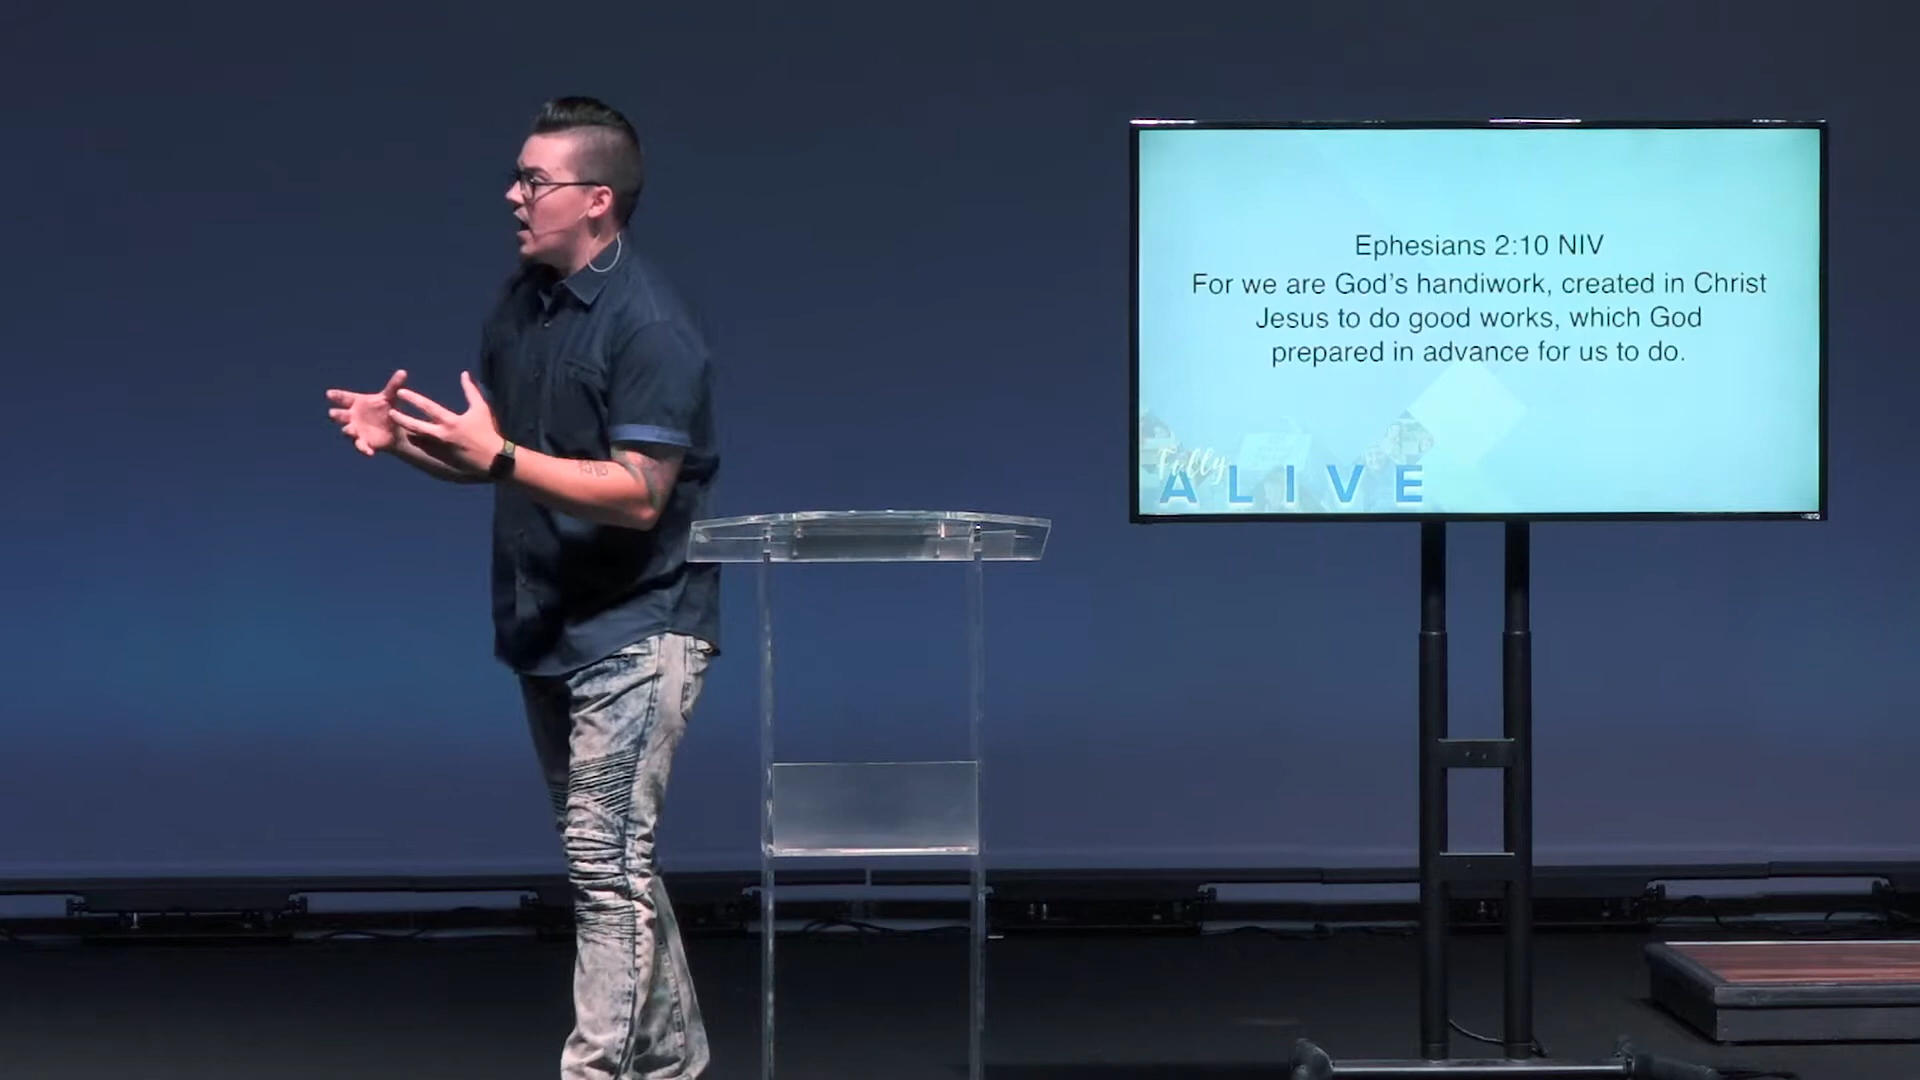 Ephesians 2:10 NIV
For we are God's handiwork, created in Christ
Jesus to do good works, which God
prepared in advance for us to do.
Fully
ALIVE